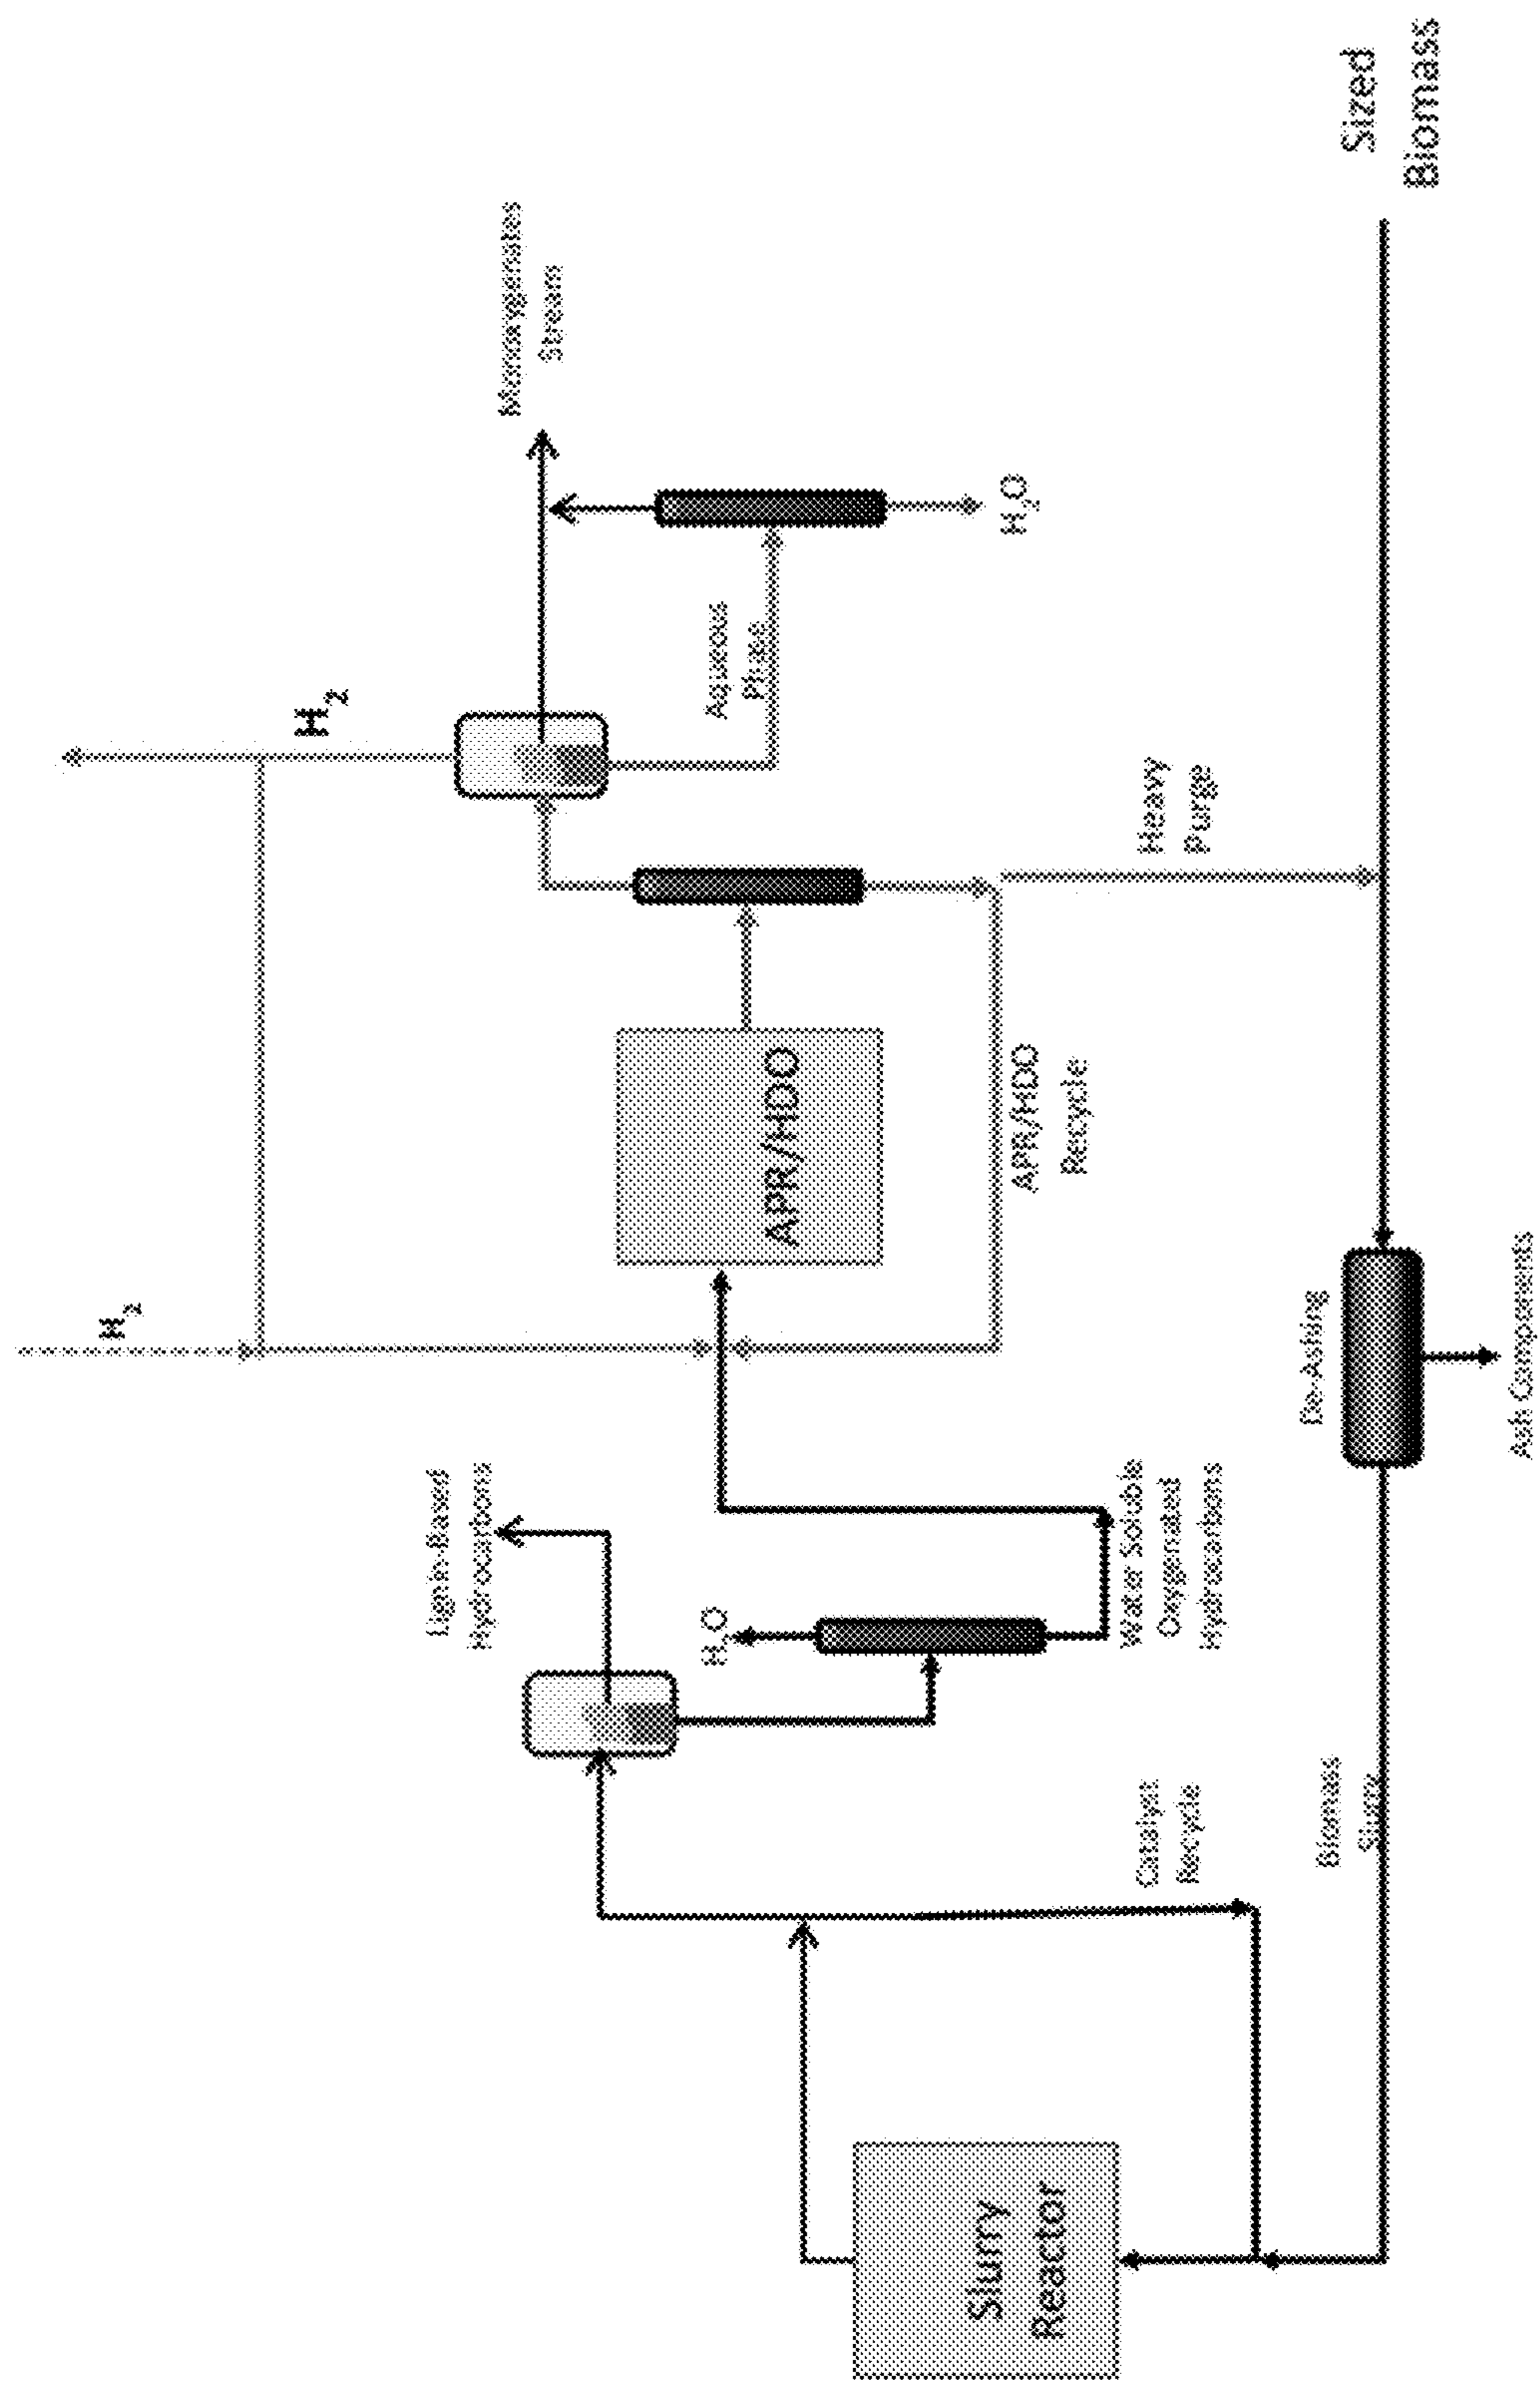 H2
H2
Lignin-Based
Hydrocarbons
Monoxygenates
Stream
H2O
Aqueous
Phase
APR/HDO
H2O
Slurry
Reactor
Water Soluble
Oxygenated
Hydrocarbons
APR/HDO
Recycle
Heavy
Purge
Catalyst
Recycle
Biomass
Slurry
De-Ashing
Sized
Biomass
Ash Components